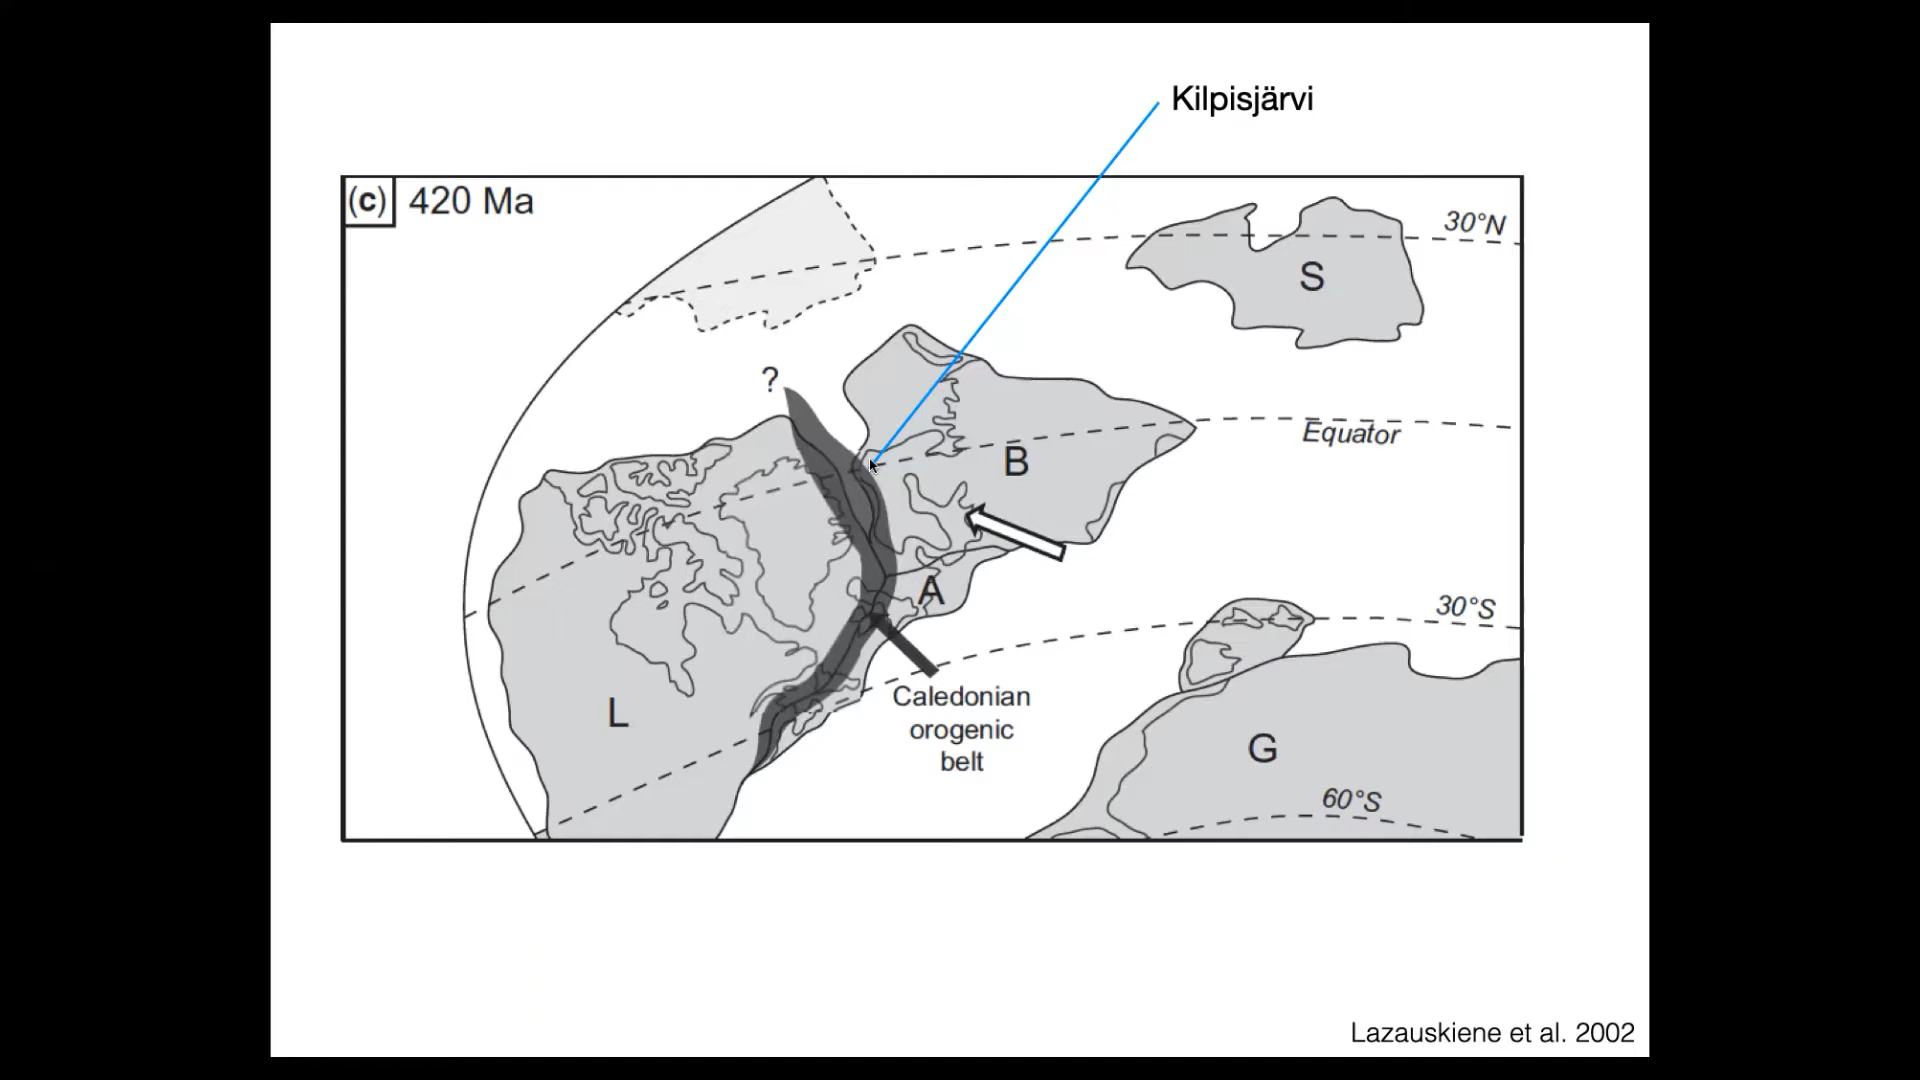 Kilpisjärvi
(c) 420 Ma
30°N
S
?
Equator
B
A
30°S
Caledonian
orogenic
belt
L
G
60°S
Lazauskiene et al. 2002